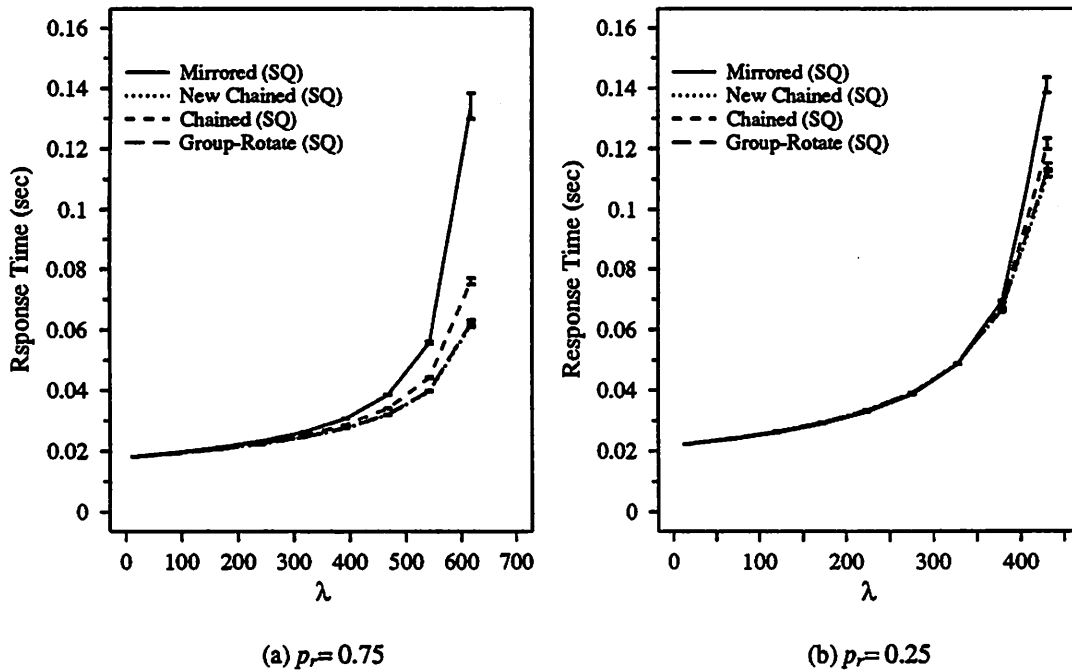 0.16
0.14
0.12
0.1
0.08
0.06
0.04
0.02
0
Rsponse Time (sec)
Mirrored (SQ)
New Chained (SQ)
Chained (SQ)
Group-Rotate (SQ)
0 100 200 300 400 500 600 700
λ
(a) pᵣ= 0.75
0.16
0.14
0.12
0.1
0.08
0.06
0.04
0.02
0
Response Time (sec)
Mirrored (SQ)
New Chained (SQ)
Chained (SQ)
Group-Rotate (SQ)
0 100 200 300 400
λ
(b) pᵣ= 0.25